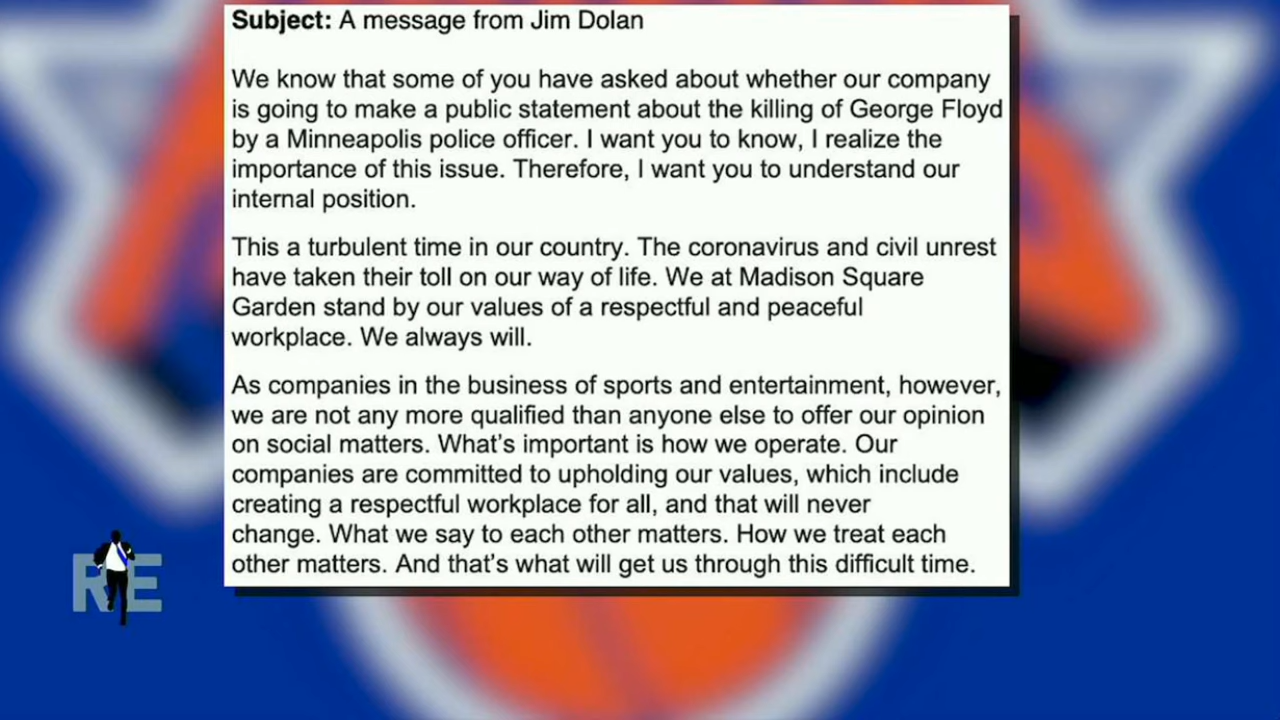 Subject: A message from Jim Dolan
We know that some of you have asked about whether our company
is going to make a public statement about the killing of George Floyd
by a Minneapolis police officer. I want you to know, I realize the
importance of this issue. Therefore, I want you to understand our
internal position.
This a turbulent time in our country. The coronavirus and civil unrest
have taken their toll on our way of life. We at Madison Square
Garden stand by our values of a respectful and peaceful
workplace. We always will.
As companies in the business of sports and entertainment, however,
we are not any more qualified than anyone else to offer our opinion
on social matters. What's important is how we operate. Our
companies are committed to upholding our values, which include
creating a respectful workplace for all, and that will never
change. What we say to each other matters. How we treat each
other matters. And that's what will get us through this difficult time.
RE